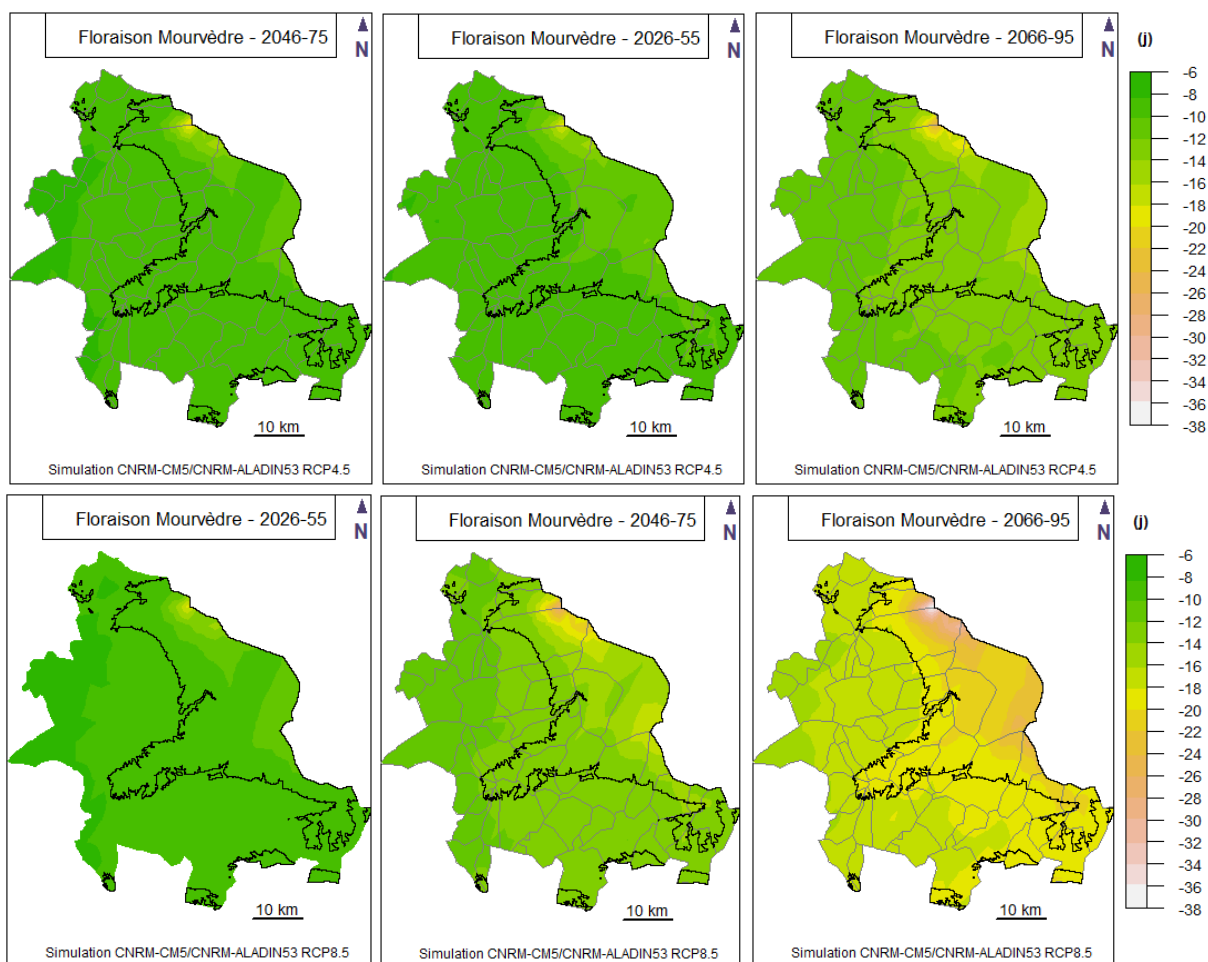 Floraison Mourvèdre - 2046-75
N
Floraison Mourvèdre - 2026-55
N
Floraison Mourvèdre - 2066-95
N
(j)
-6
-8
-10
-12
-14
-16
-18
-20
-22
-24
-26
-28
-30
-32
-34
-36
-38
10 km
10 km
10 km
Simulation CNRM-CM5/CNRM-ALADIN53 RCP4.5
Simulation CNRM-CM5/CNRM-ALADIN53 RCP4.5
Simulation CNRM-CM5/CNRM-ALADIN53 RCP4.5
Floraison Mourvèdre - 2026-55
N
Floraison Mourvèdre - 2046-75
N
Floraison Mourvèdre - 2066-95
N
(j)
-6
-8
-10
-12
-14
-16
-18
-20
-22
-24
-26
-28
-30
-32
-34
-36
-38
10 km
10 km
10 km
Simulation CNRM-CM5/CNRM-ALADIN53 RCP8.5
Simulation CNRM-CM5/CNRM-ALADIN53 RCP8.5
Simulation CNRM-CM5/CNRM-ALADIN53 RCP8.5